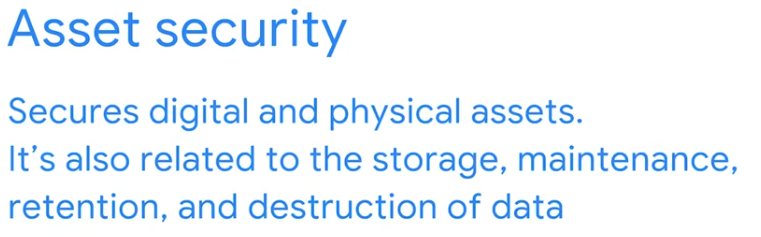 Asset security
Secures digital and physical assets.
It's also related to the storage, maintenance,
retention, and destruction of data